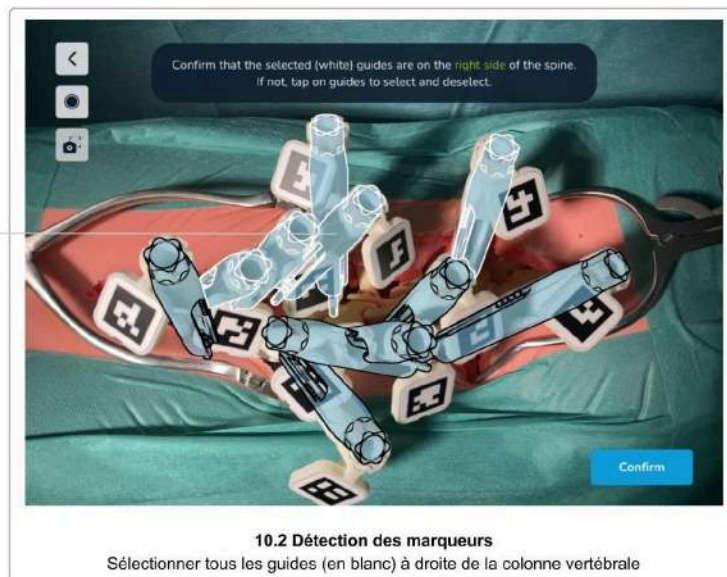 Confirm that the selected (white) guides are on the right side of the spine.
If not, tap on guides to select and deselect.
Confirm
10.2 Détection des marqueurs
Sélectionner tous les guides (en blanc) à droite de la colonne vertébrale